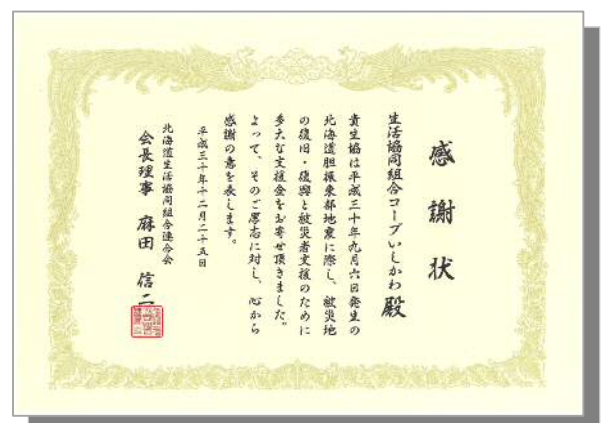 感謝状
生活協同組合コープいしかわ殿
貴生協は平成三十年九月六日発生の
北海道胆振東部地震に際し、被災地
の復旧・復興と被災者支援のために
多大な支援金をお寄せ頂きました。
よって、そのご厚志に対し、心から
感謝の意を表します。
平成三十年十二月二十五日
北海道生活協同組合連合会
会長理事 麻田 信二